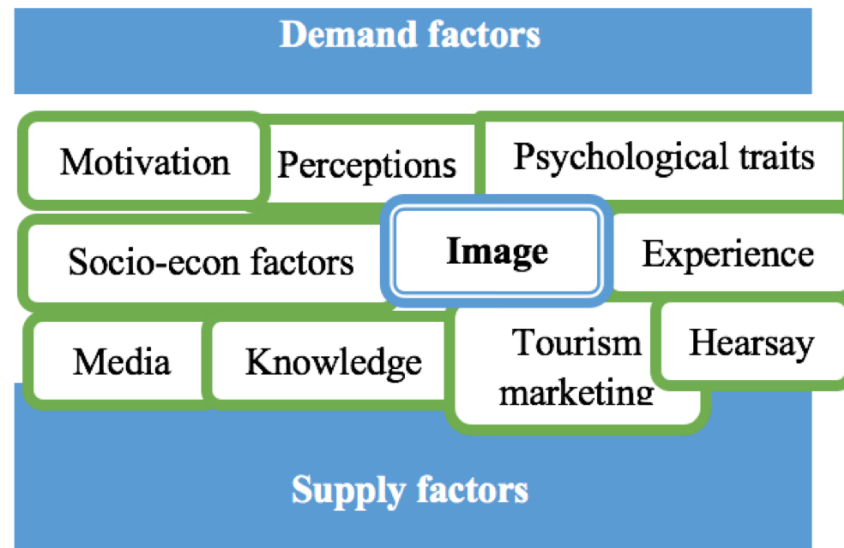 Demand factors
Motivation
Perceptions
Psychological traits
Socio-econ factors
Image
Experience
Media
Knowledge
Tourism
marketing
Hearsay
Supply factors